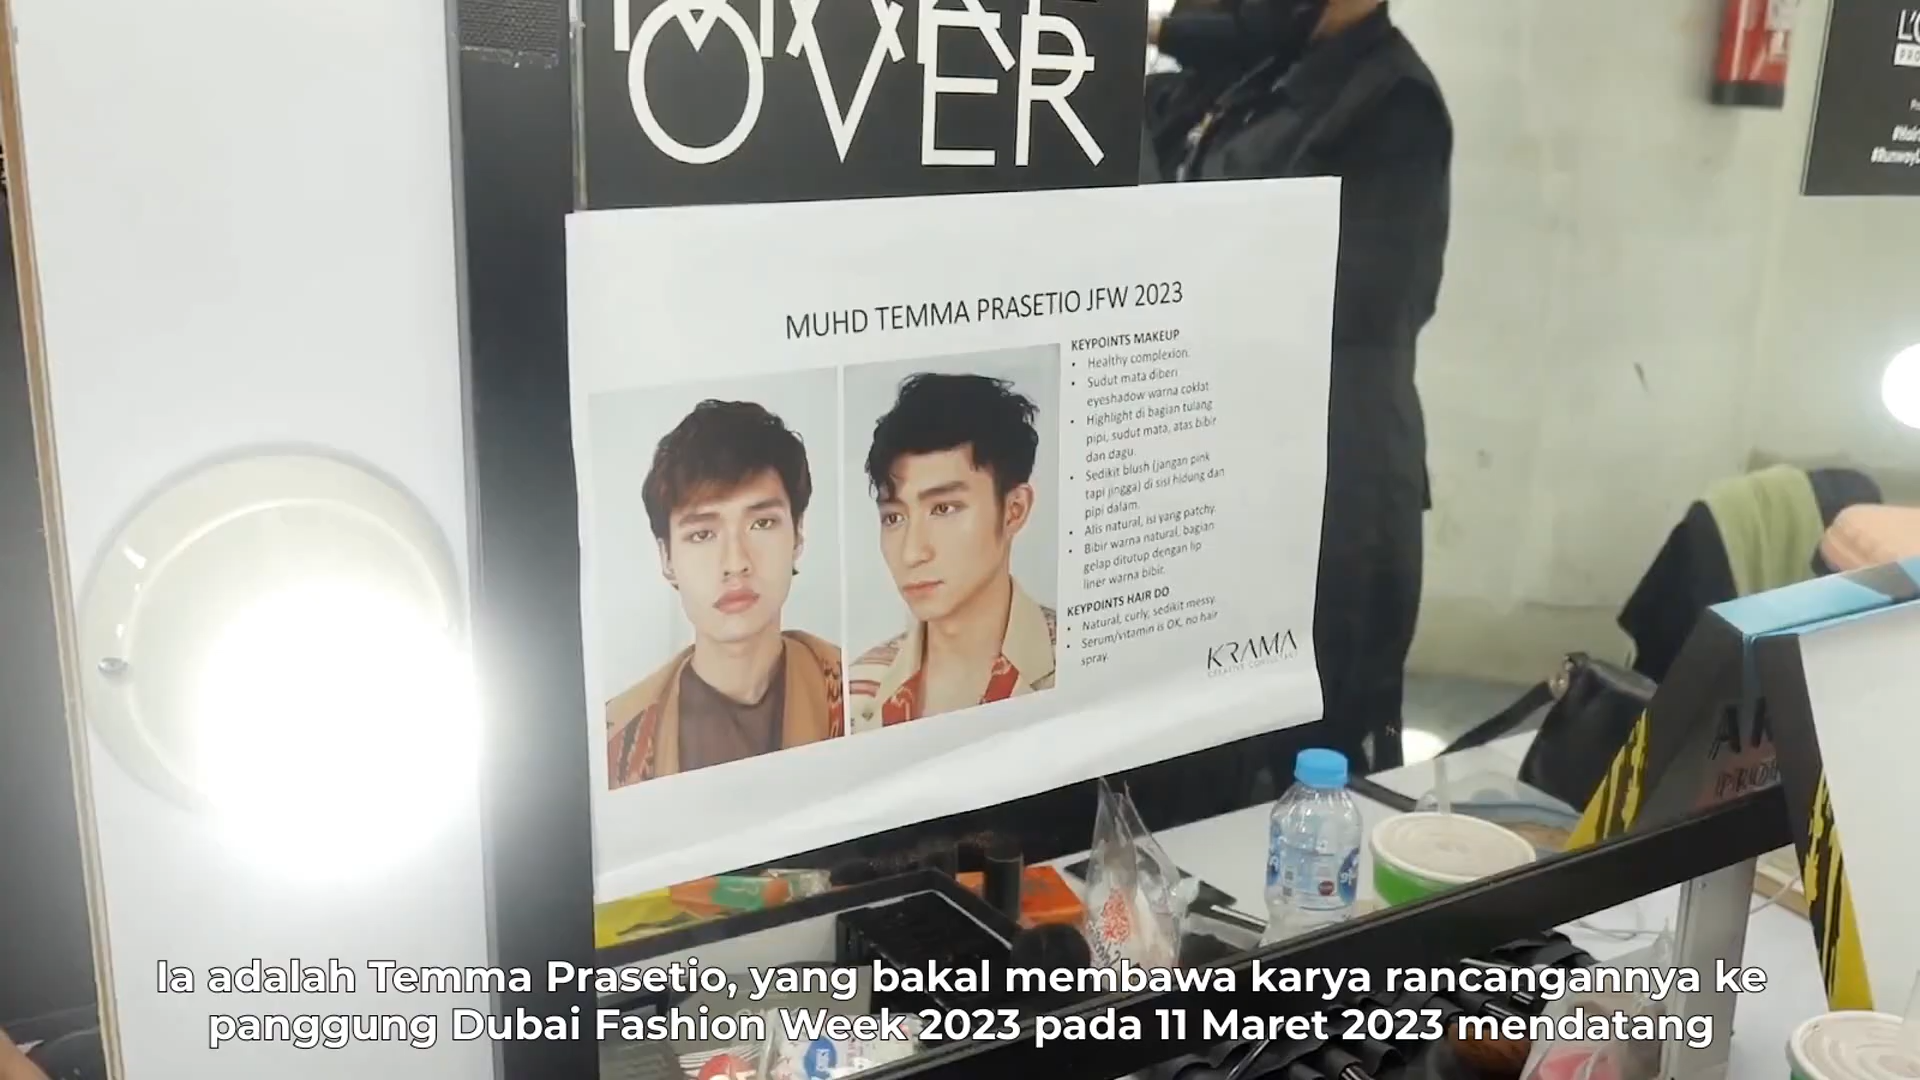 OVER
MUHD TEMMA PRASETIO JFW 2023
KEYPOINTS MAKEUP
• Healthy complexion.
• Sudut mata diberi
eyeshadow warna coklat
• Highlight di bagian tulang
pipi, sudut mata, atas bibir
dan dagu.
• Sedikit blush (jangan pink
tapi jingga) di sisi hidung dan
pipi dalam.
• Alis natural, isi yang patchy.
• Bibir warna natural, bagian
gelap ditutup dengan lip
liner warna bibir.
KEYPOINTS HAIR DO
• Natural, curly, sedikit messy.
• Serum/vitamin is OK, no hair
spray.
KRAMA
CREATIVE CONSULTANT
Ia adalah Temma Prasetio, yang bakal membawa karya rancangannya ke
panggung Dubai Fashion Week 2023 pada 11 Maret 2023 mendatang